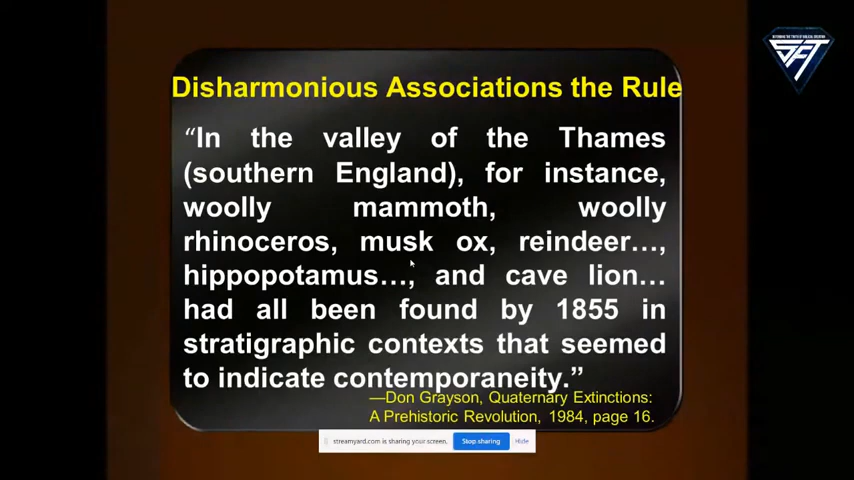 SFT
Disharmonious Associations the Rule
“In the valley of the Thames
(southern England), for instance,
woolly mammoth, woolly
rhinoceros, musk ox, reindeer…,
hippopotamus…, and cave lion…
had all been found by 1855 in
stratigraphic contexts that seemed
to indicate contemporaneity.”
—Don Grayson, Quaternary Extinctions:
A Prehistoric Revolution, 1984, page 16.
streamyard.com is sharing your screen. Stop sharing Hide